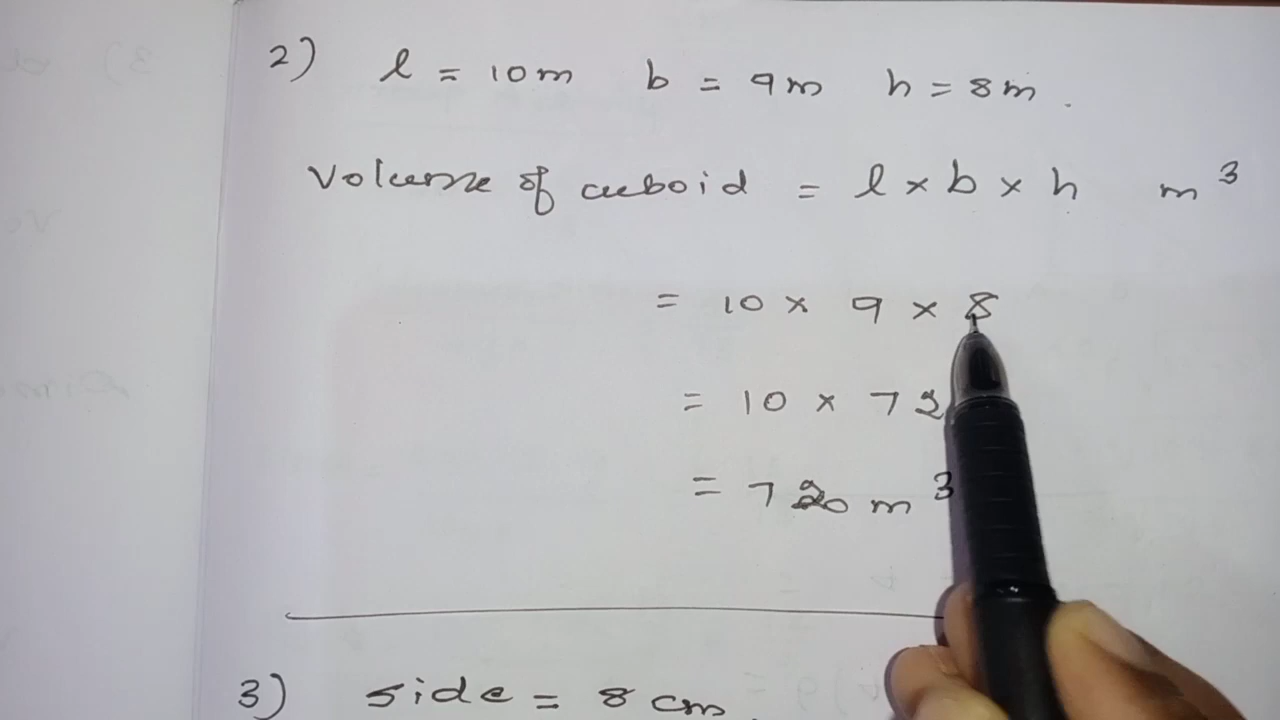 2) l = 10m b = 9m h = 8m.
Volume of cuboid = l × b × h m³
= 10 × 9 × 8
= 10 × 72
= 720 m³
3) side = 8 cm.